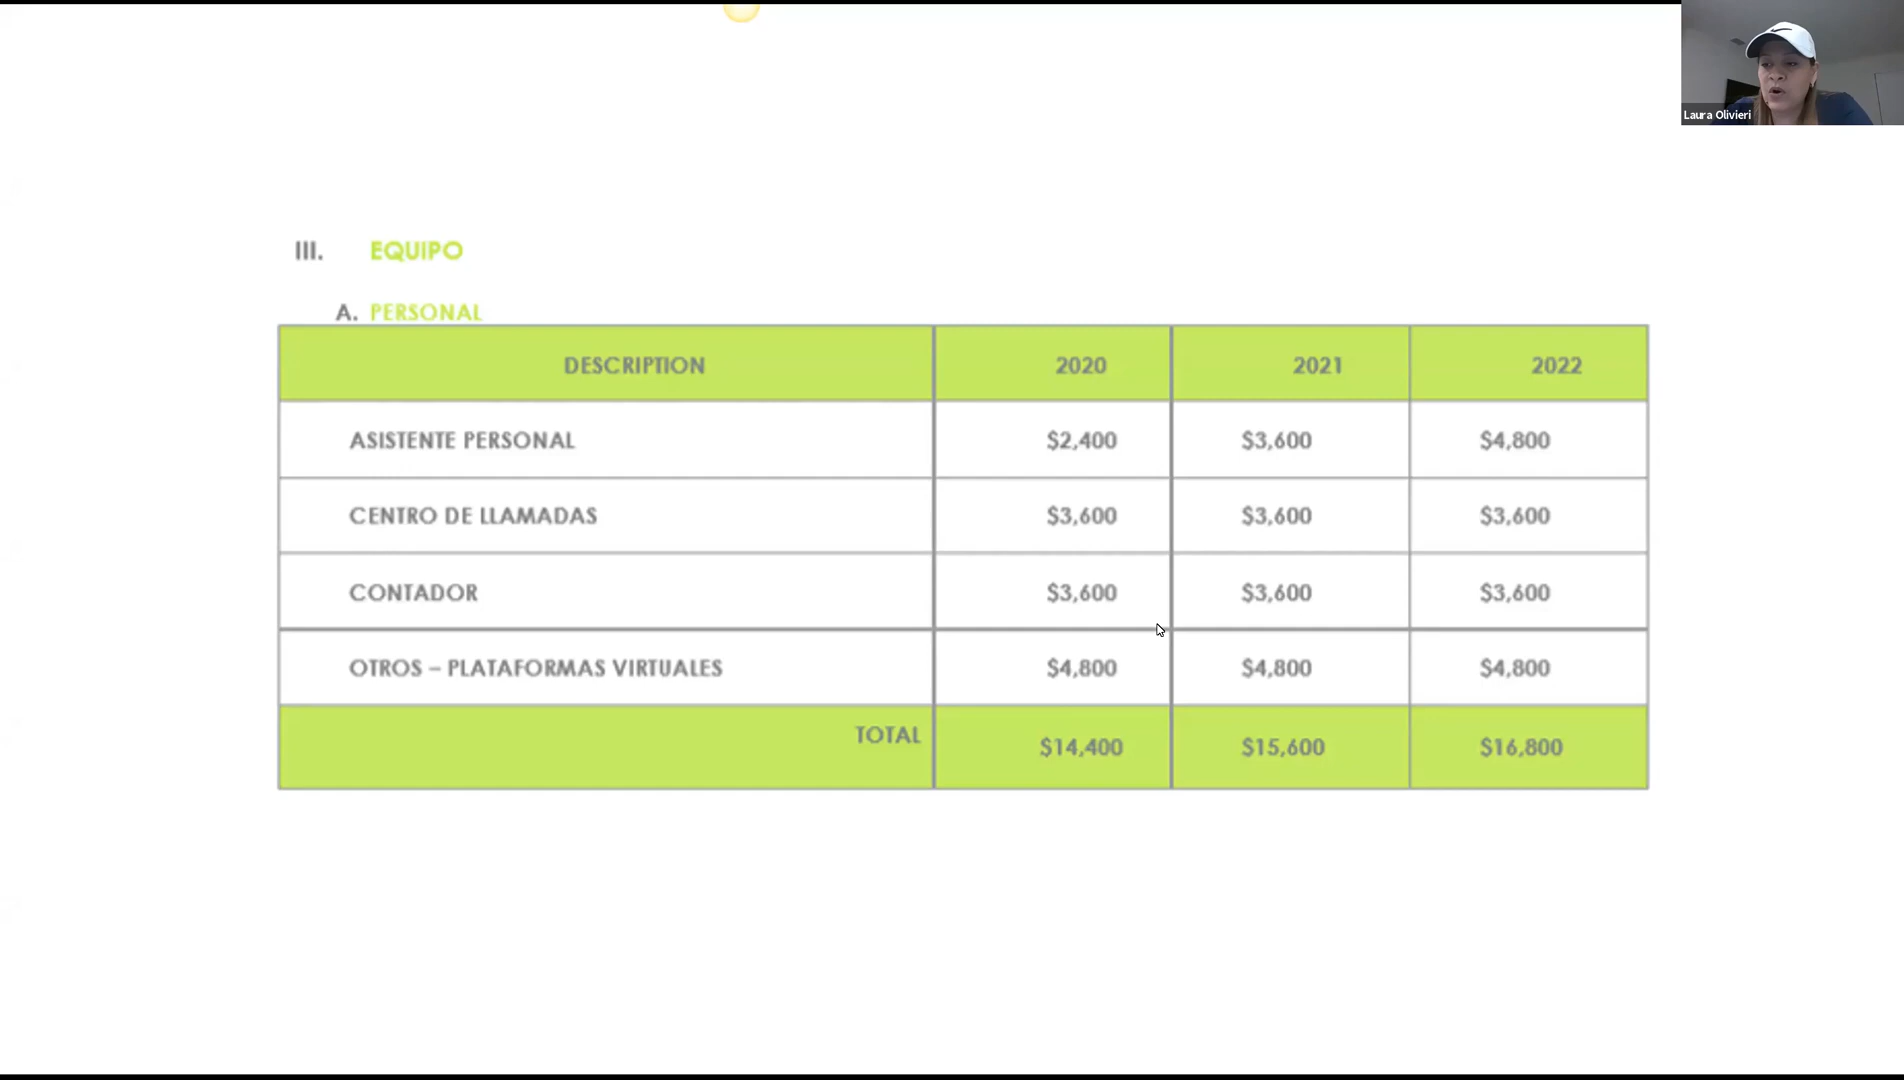 Laura Olivieri
III. EQUIPO
A. PERSONAL
DESCRIPTION 2020 2021 2022
ASISTENTE PERSONAL $2,400 $3,600 $4,800
CENTRO DE LLAMADAS $3,600 $3,600 $3,600
CONTADOR $3,600 $3,600 $3,600
OTROS – PLATAFORMAS VIRTUALES $4,800 $4,800 $4,800
TOTAL $14,400 $15,600 $16,800